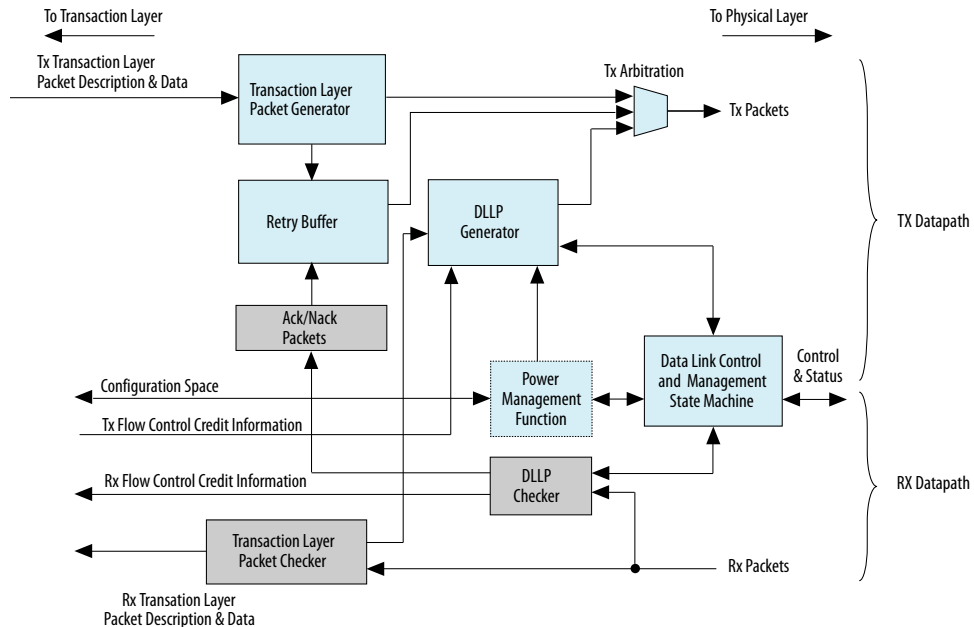 To Transaction Layer
To Physical Layer
Tx Transaction Layer
Packet Description & Data
Transaction Layer
Packet Generator
Tx Arbitration
Tx Packets
Retry Buffer
DLLP
Generator
TX Datapath
Ack/Nack
Packets
Configuration Space
Power
Management
Function
Data Link Control
and Management
State Machine
Control
& Status
Tx Flow Control Credit Information
Rx Flow Control Credit Information
DLLP
Checker
RX Datapath
Transaction Layer
Packet Checker
Rx Packets
Rx Transation Layer
Packet Description & Data